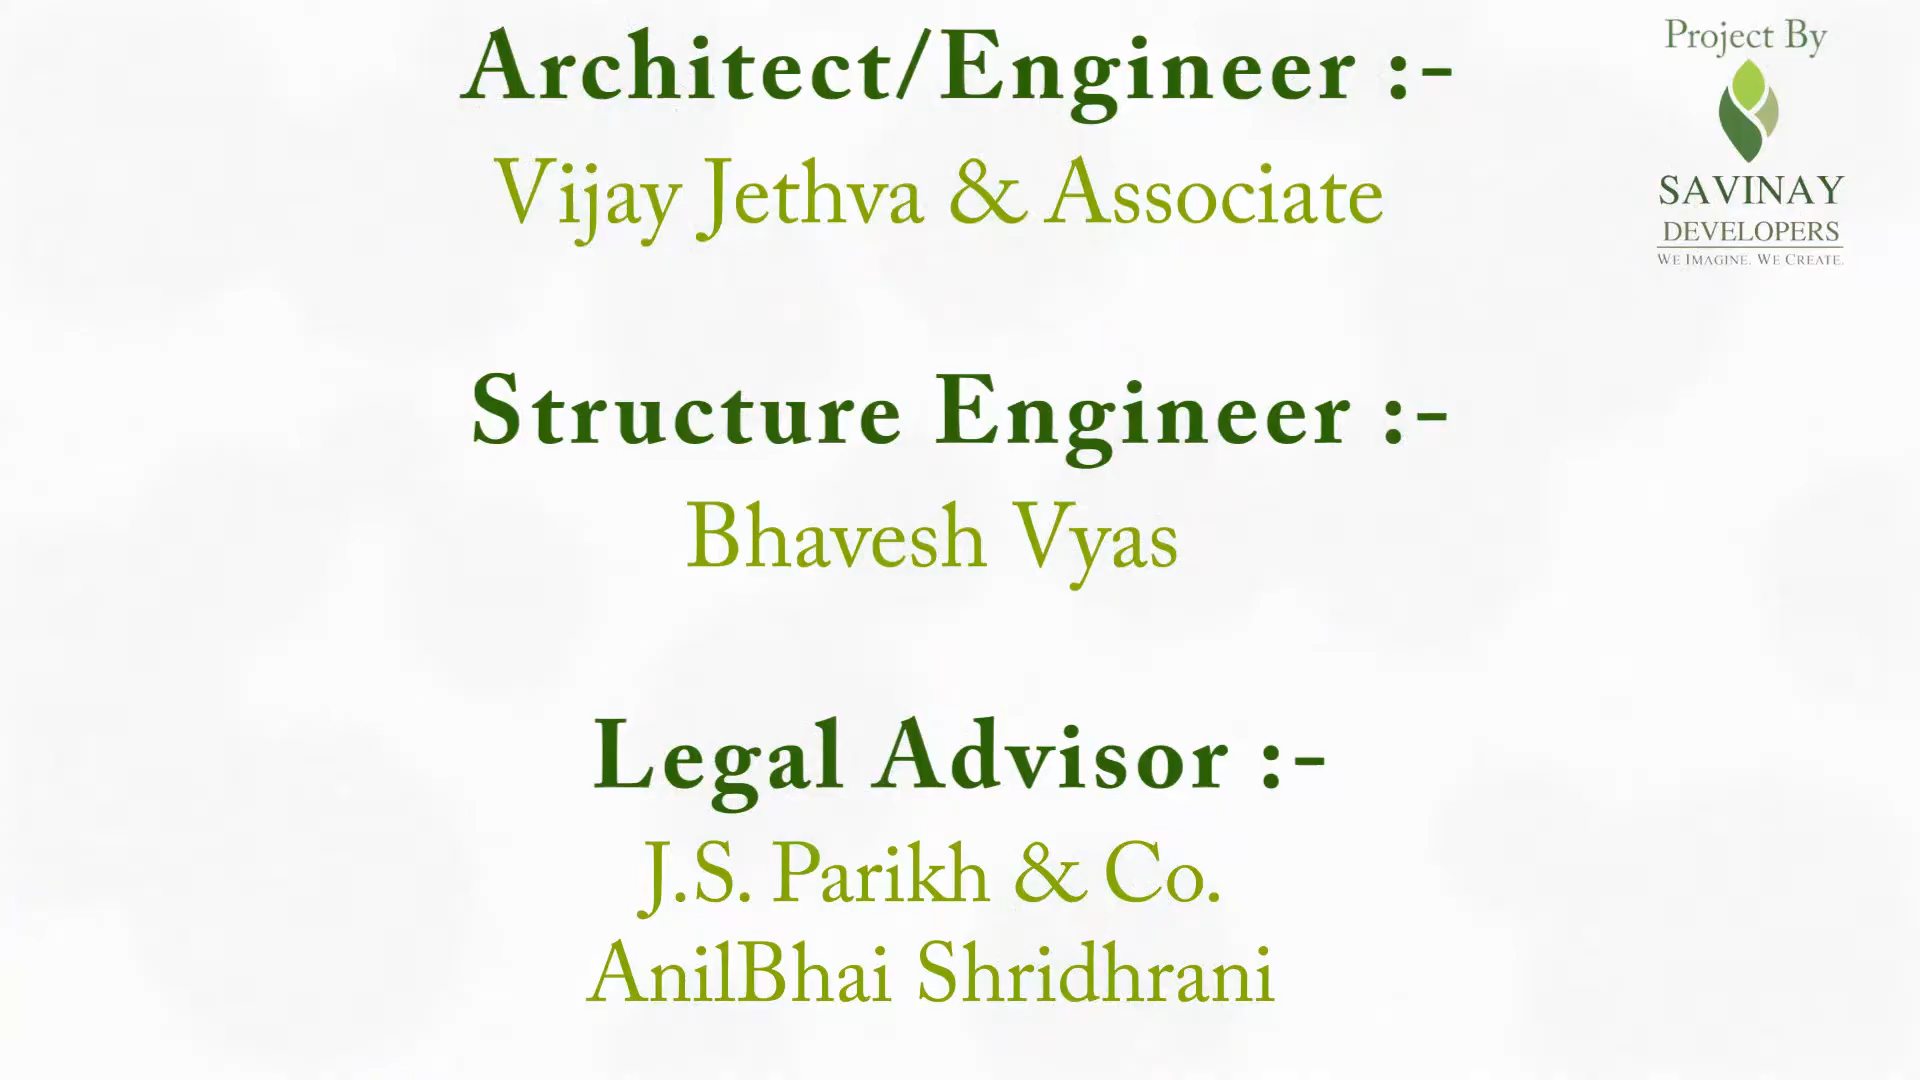 Architect/Engineer :-
Vijay Jethva & Associate
Structure Engineer :-
Bhavesh Vyas
Legal Advisor :-
J.S. Parikh & Co.
AnilBhai Shridhrani
Project By
SAVINAY
DEVELOPERS
WE IMAGINE. WE CREATE.